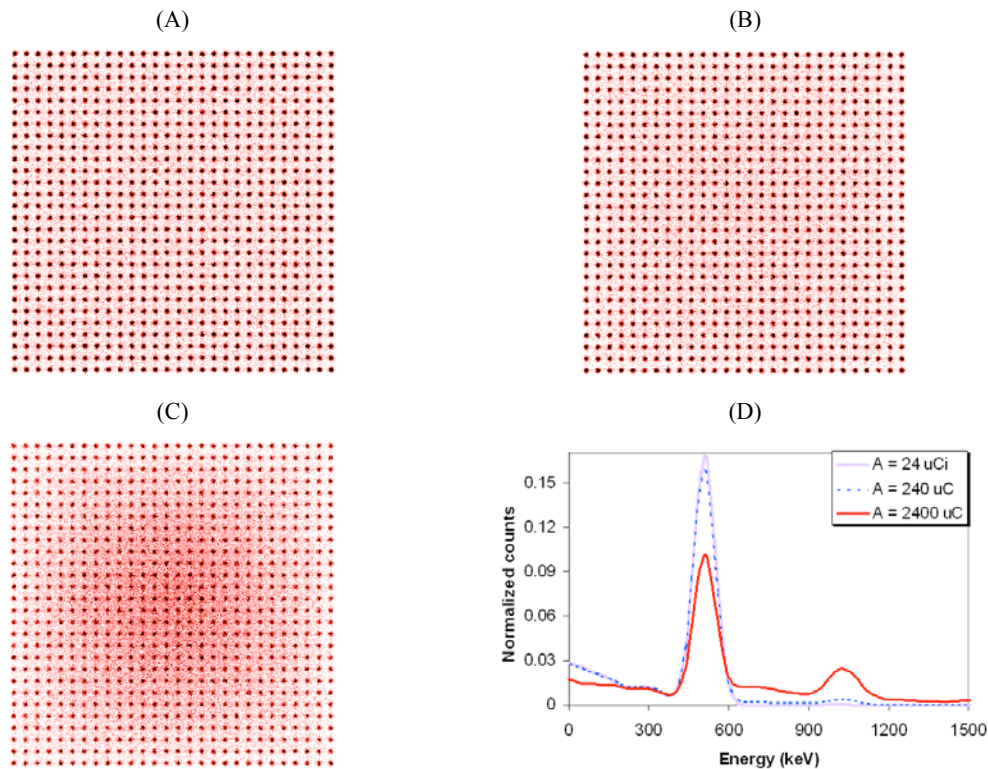 (A)
(B)
(C)
(D)
A = 24 uCi
A = 240 uC
A = 2400 uC
0.15
0.12
0.09
0.06
0.03
0
Normalized counts
0 300 600 900 1200 1500
Energy (keV)